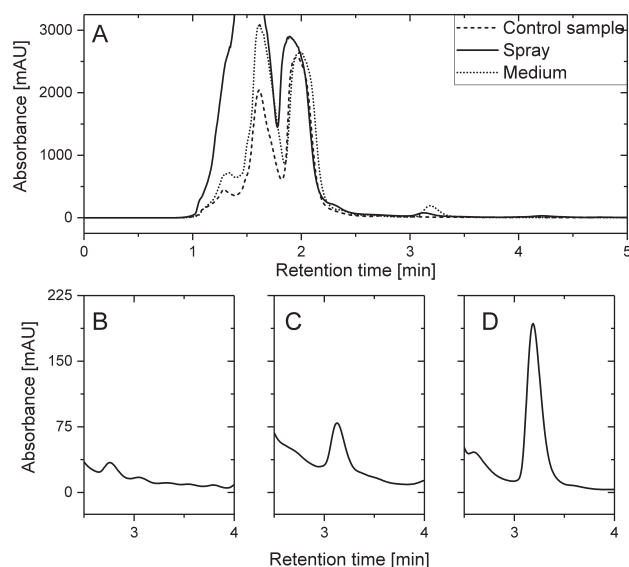 A
Control sample
Spray
Medium
Absorbance [mAU]
3000
2000
1000
0
0 1 2 3 4 5
Retention time [min]
B C D
Absorbance [mAU]
225
150
75
0
3 4 3 4 3 4
Retention time [min]